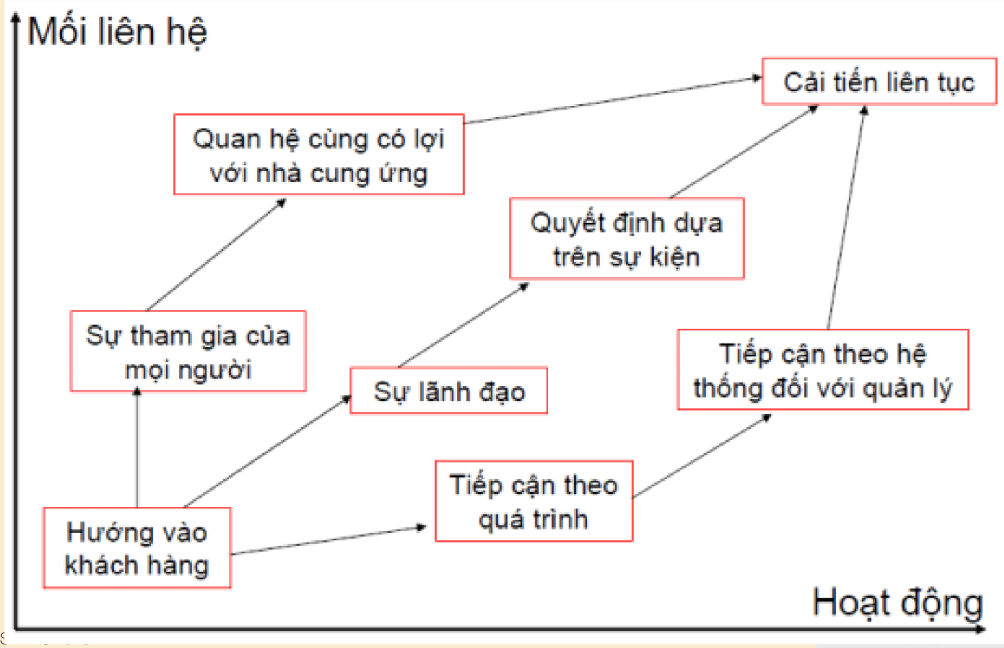 Mối liên hệ
Cải tiến liên tục
Quan hệ cùng có lợi
với nhà cung ứng
Quyết định dựa
trên sự kiện
Sự tham gia của
mọi người
Sự lãnh đạo
Tiếp cận theo hệ
thống đối với quản lý
Tiếp cận theo
quá trình
Hướng vào
khách hàng
Hoạt động